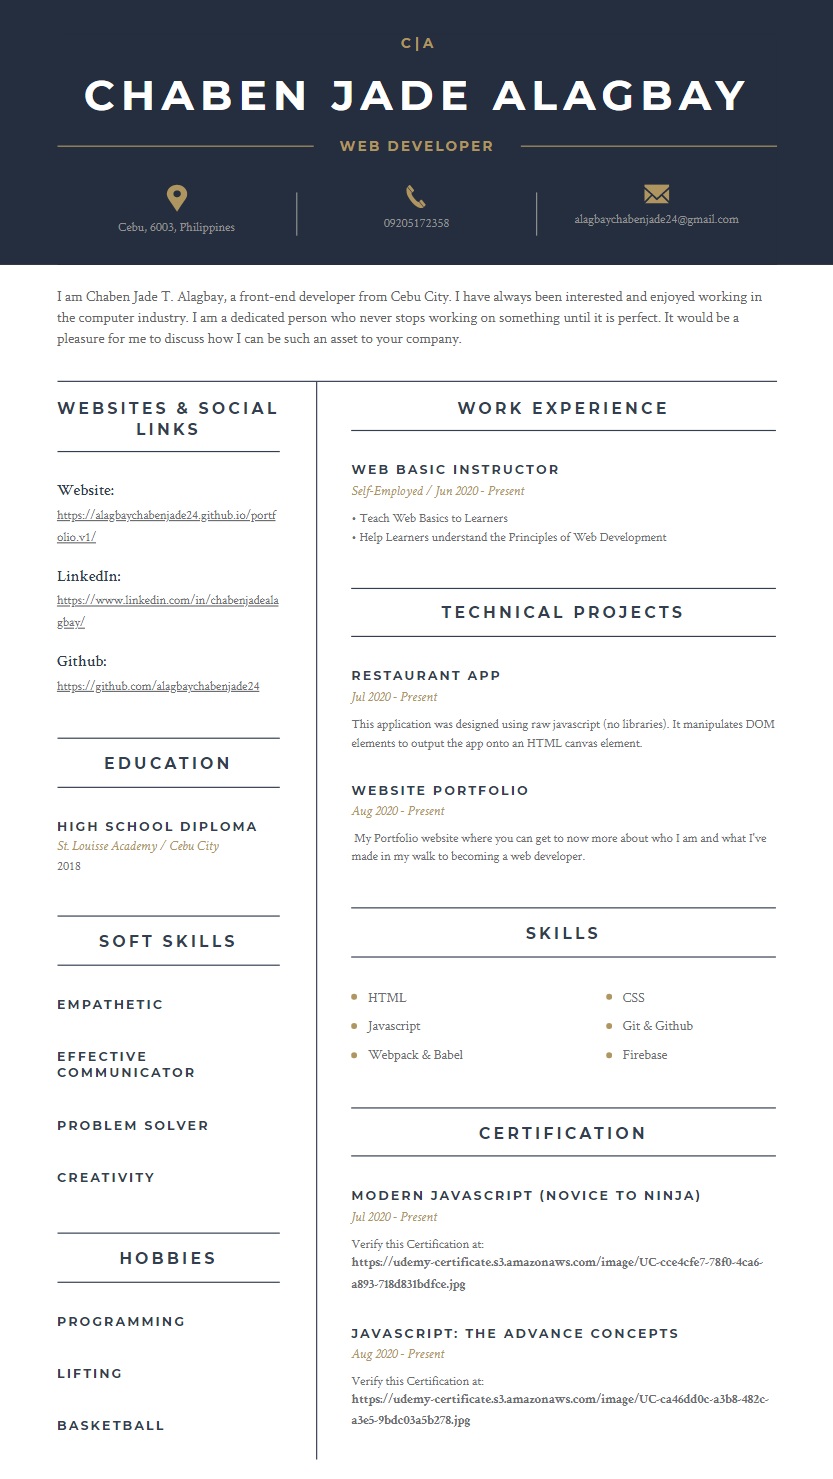 C|A
CHABEN JADE ALAGBAY
WEB DEVELOPER
Cebu, 6003, Philippines
09205172358
alagbaychabenjade24@gmail.com
I am Chaben Jade T. Alagbay, a front-end developer from Cebu City. I have always been interested and enjoyed working in
the computer industry. I am a dedicated person who never stops working on something until it is perfect. It would be a
pleasure for me to discuss how I can be such an asset to your company.
WEBSITES & SOCIAL
LINKS
Website:
https://alagbaychabenjade24.github.io/portf
olio.v1/
LinkedIn:
https://www.linkedin.com/in/chabenjadeala
gbay/
Github:
https://github.com/alagbaychabenjade24
EDUCATION
HIGH SCHOOL DIPLOMA
St. Louisse Academy / Cebu City
2018
SOFT SKILLS
EMPATHETIC
EFFECTIVE
COMMUNICATOR
PROBLEM SOLVER
CREATIVITY
HOBBIES
PROGRAMMING
LIFTING
BASKETBALL
WORK EXPERIENCE
WEB BASIC INSTRUCTOR
Self-Employed / Jun 2020 - Present
• Teach Web Basics to Learners
• Help Learners understand the Principles of Web Development
TECHNICAL PROJECTS
RESTAURANT APP
Jul 2020 - Present
This application was designed using raw javascript (no libraries). It manipulates DOM
elements to output the app onto an HTML canvas element.
WEBSITE PORTFOLIO
Aug 2020 - Present
My Portfolio website where you can get to now more about who I am and what I've
made in my walk to becoming a web developer.
SKILLS
• HTML
• CSS
• Javascript
• Git & Github
• Webpack & Babel
• Firebase
CERTIFICATION
MODERN JAVASCRIPT (NOVICE TO NINJA)
Jul 2020 - Present
Verify this Certification at:
https://udemy-certificate.s3.amazonaws.com/image/UC-cce4cfe7-78f0-4ca6-
a893-718d831bdfce.jpg
JAVASCRIPT: THE ADVANCE CONCEPTS
Aug 2020 - Present
Verify this Certification at:
https://udemy-certificate.s3.amazonaws.com/image/UC-ca46dd0c-a3b8-482c-
a3e5-9bdc03a5b278.jpg